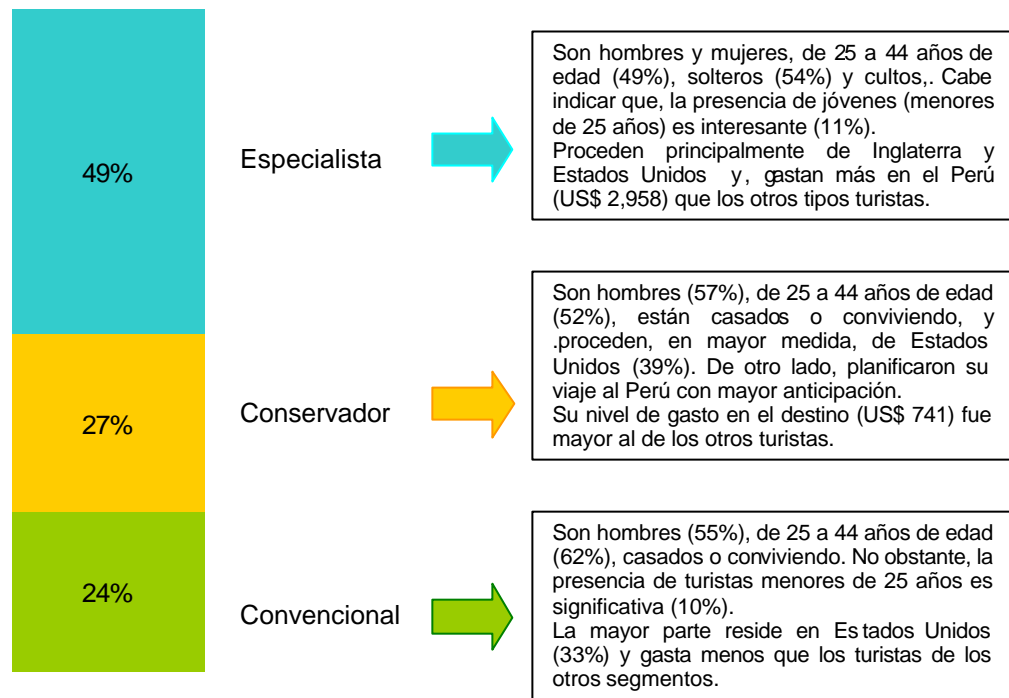 49%
Especialista
Son hombres y mujeres, de 25 a 44 años de
edad (49%), solteros (54%) y cultos,. Cabe
indicar que, la presencia de jóvenes (menores
de 25 años) es interesante (11%).
Proceden principalmente de Inglaterra y
Estados Unidos y, gastan más en el Perú
(US$ 2,958) que los otros tipos turistas.
27%
Conservador
Son hombres (57%), de 25 a 44 años de edad
(52%), están casados o conviviendo, y
.proceden, en mayor medida, de Estados
Unidos (39%). De otro lado, planificaron su
viaje al Perú con mayor anticipación.
Su nivel de gasto en el destino (US$ 741) fue
mayor al de los otros turistas.
24%
Convencional
Son hombres (55%), de 25 a 44 años de edad
(62%), casados o conviviendo. No obstante, la
presencia de turistas menores de 25 años es
significativa (10%).
La mayor parte reside en Estados Unidos
(33%) y gasta menos que los turistas de los
otros segmentos.